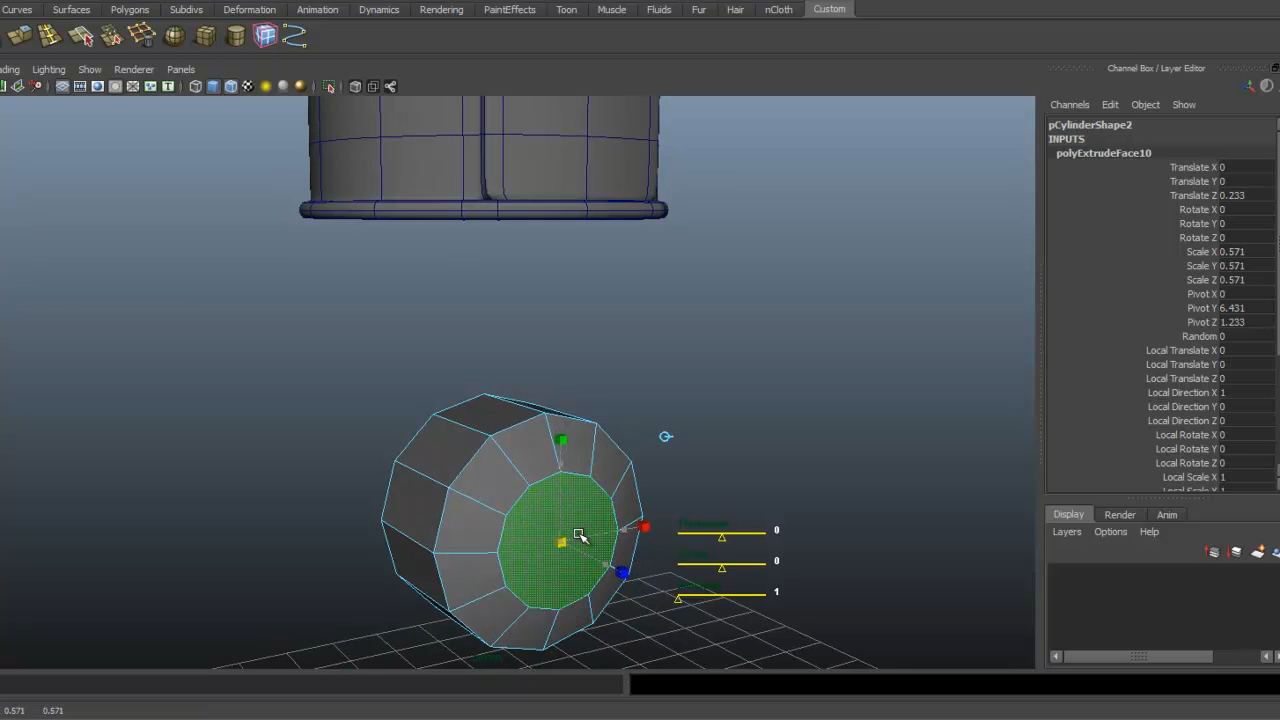 Curves Surfaces Polygons Subdivs Deformation Animation Dynamics Rendering PaintEffects Toon Muscle Fluids Fur Hair nCloth Custom
ading Lighting Show Renderer Panels
Channel Box / Layer Editor
Channels Edit Object Show
pCylinderShape2
INPUTS
polyExtrudeFace10
Translate X 0
Translate Y 0
Translate Z 0.233
Rotate X 0
Rotate Y 0
Rotate Z 0
Scale X 0.571
Scale Y 0.571
Scale Z 0.571
Pivot X 0
Pivot Y 6.431
Pivot Z 1.233
Random 0
Local Translate X 0
Local Translate Y 0
Local Translate Z 0
Local Direction X 1
Local Direction Y 0
Local Direction Z 0
Local Rotate X 0
Local Rotate Y 0
Local Rotate Z 0
Local Scale X 1
0
0
1
Display Render Anim
Layers Options Help
0.571 0.571